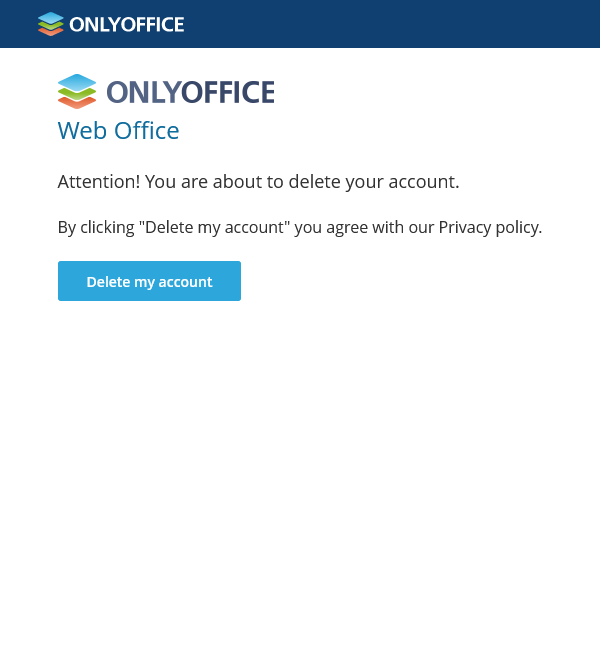 ONLYOFFICE
ONLYOFFICE
Web Office
Attention! You are about to delete your account.
By clicking "Delete my account" you agree with our Privacy policy.
Delete my account